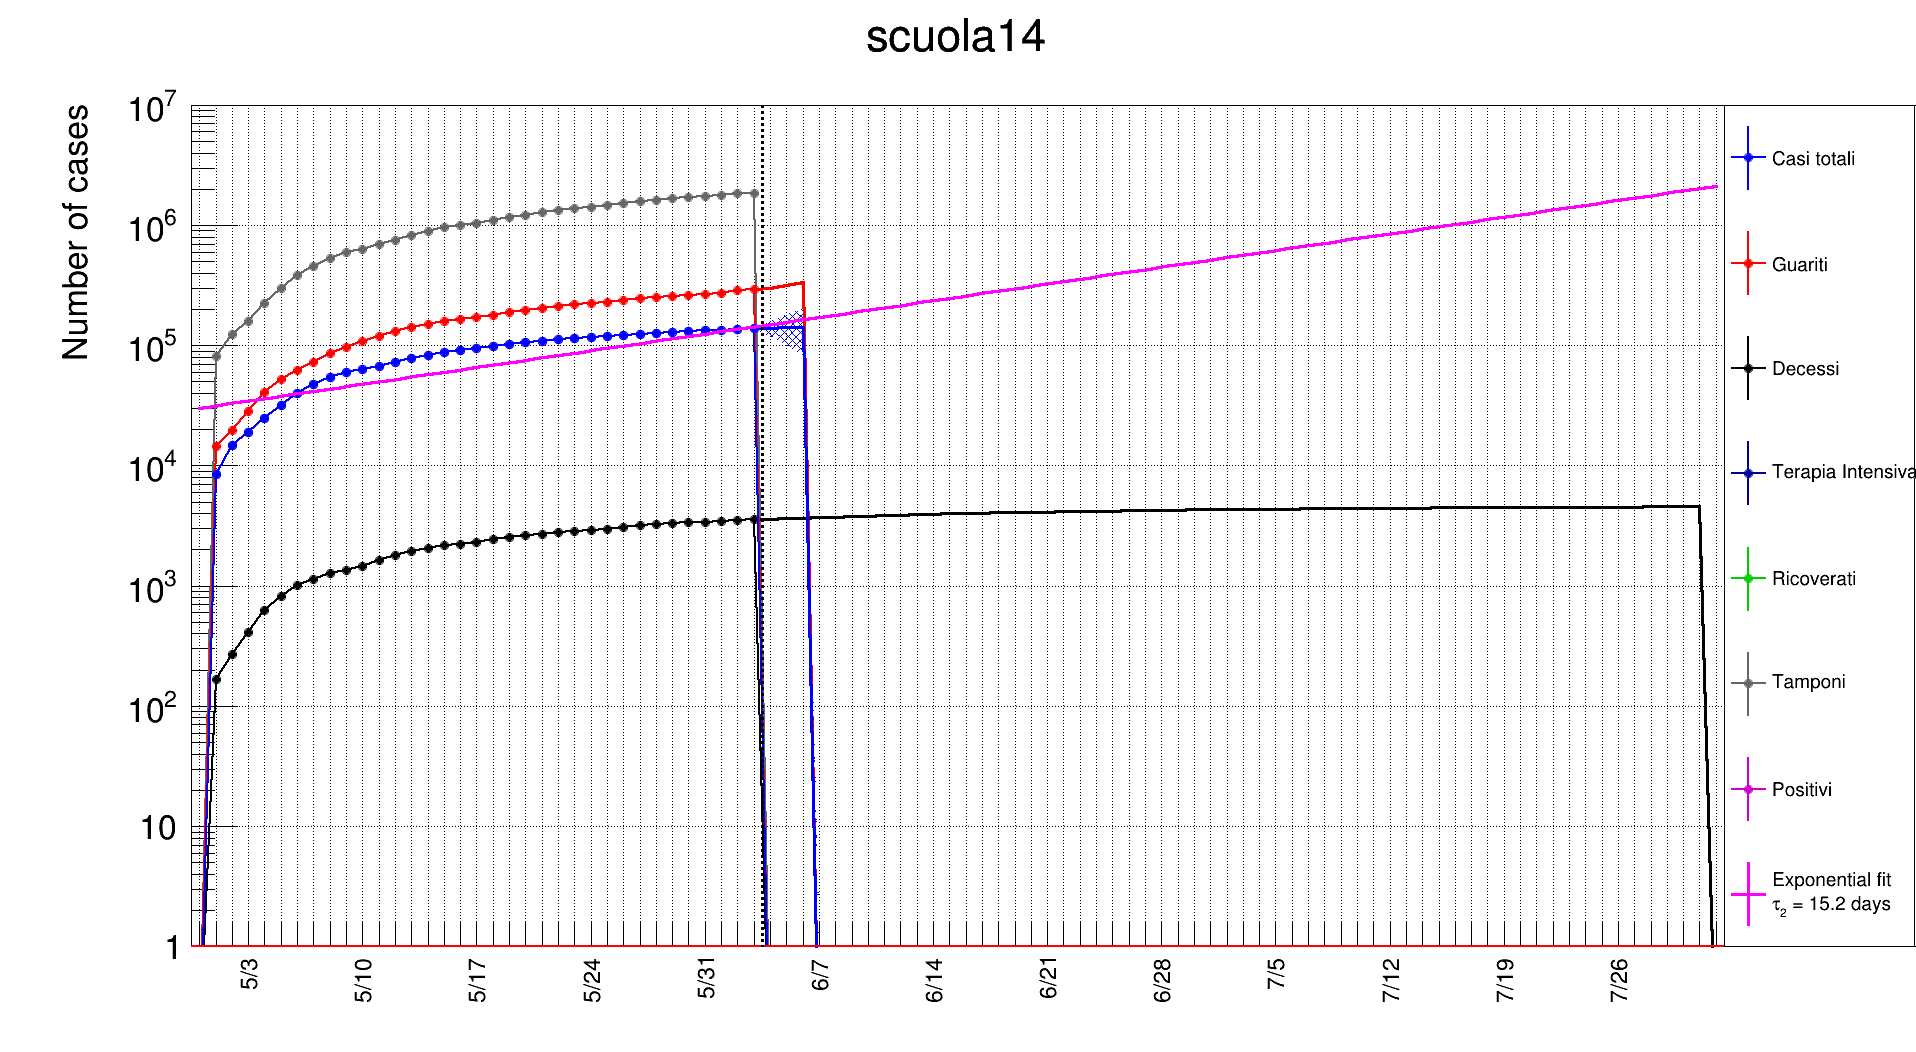 scuola14
Number of cases
10^7
10^6
10^5
10^4
10^3
10^2
10
1
5/3
5/10
5/17
5/24
5/31
6/7
6/14
6/21
6/28
7/5
7/12
7/19
7/26
Casi totali
Guariti
Decessi
Terapia Intensiva
Ricoverati
Tamponi
Positivi
Exponential fit
τ_2 = 15.2 days